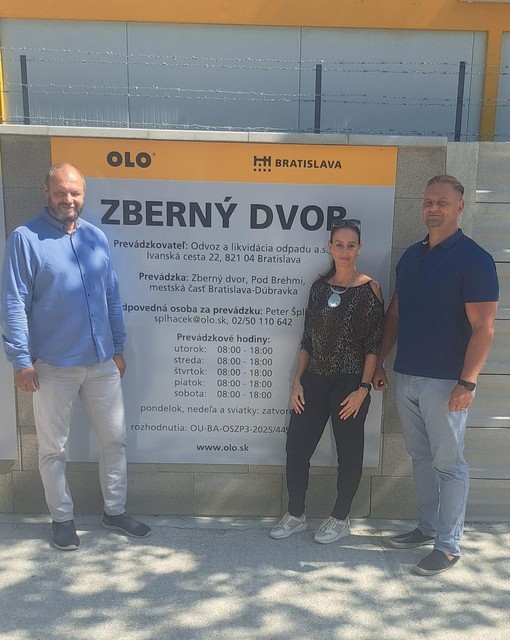 OLO
BRATISLAVA
ZBERNÝ DVOR
Prevádzkovateľ: Odvoz a likvidácia odpadu a.s.
Ivanská cesta 22, 821 04 Bratislava
Prevádzka: Zberný dvor, Pod Brehmi,
mestská časť Bratislava-Dúbravka
osoba za prevádzku: Peter
splhacek@olo.sk, 02/50 110 642
Prevádzkové hodiny:
utorok: 08:00 - 18:00
streda: 08:00 - 18:00
štvrtok: 08:00 - 18:00
piatok: 08:00 - 18:00
sobota: 08:00 - 18:00
pondelok, nedeľa a sviatky:
rozhodnutia: OU-BA-OSZP3-2025/
www.olo.sk